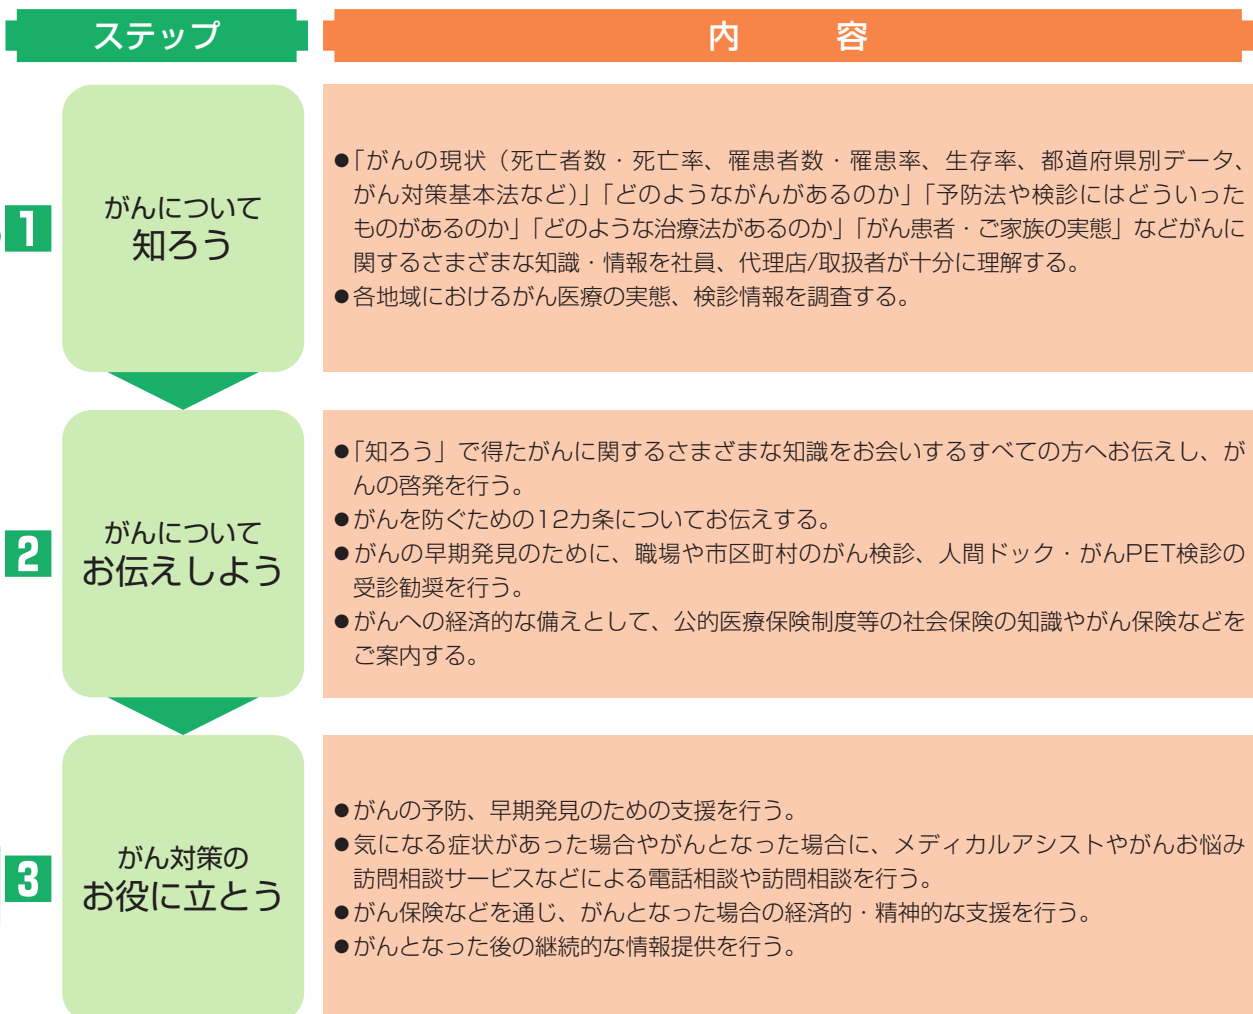 ステップ
内　容
1
がんについて
知ろう
●「がんの現状（死亡者数・死亡率、罹患者数・罹患率、生存率、都道府県別データ、
がん対策基本法など）」「どのようながんがあるのか」「予防法や検診にはどういった
ものがあるのか」「どのような治療法があるのか」「がん患者・ご家族の実態」などがんに
関するさまざまな知識・情報を社員、代理店/取扱者が十分に理解する。
●各地域におけるがん医療の実態、検診情報を調査する。
2
がんについて
お伝えしよう
●「知ろう」で得たがんに関するさまざまな知識をお会いするすべての方へお伝えし、が
んの啓発を行う。
●がんを防ぐための12カ条についてお伝えする。
●がんの早期発見のために、職場や市区町村のがん検診、人間ドック・がんPET検診の
受診勧奨を行う。
●がんへの経済的な備えとして、公的医療保険制度等の社会保険の知識やがん保険などを
ご案内する。
3
がん対策の
お役に立とう
●がんの予防、早期発見のための支援を行う。
●気になる症状があった場合やがんとなった場合に、メディカルアシストやがんお悩み
訪問相談サービスなどによる電話相談や訪問相談を行う。
●がん保険などを通じ、がんとなった場合の経済的・精神的な支援を行う。
●がんとなった後の継続的な情報提供を行う。